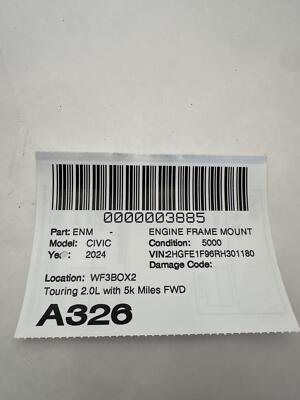 0000003885
Part: ENM - ENGINE FRAME MOUNT
Model: CIVIC Condition: 5000
Year: 2024 VIN:2HGFE1F96RH301180
Damage Code:
Location: WF3BOX2
Touring 2.0L with 5k Miles FWD
A326